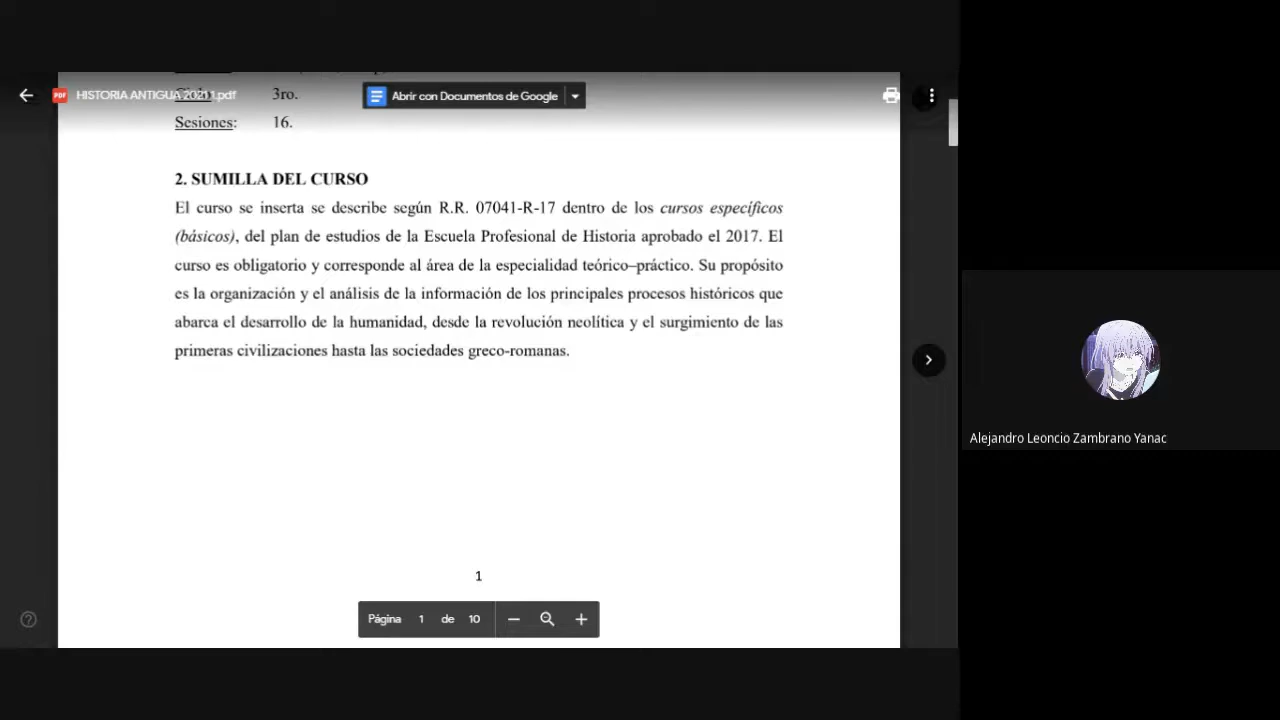 HISTORIA ANTIGUA 2021 1.pdf
Abrir con Documentos de Google
3ro.
Sesiones: 16.
2. SUMILLA DEL CURSO
El curso se inserta se describe según R.R. 07041-R-17 dentro de los cursos específicos
(básicos), del plan de estudios de la Escuela Profesional de Historia aprobado el 2017. El
curso es obligatorio y corresponde al área de la especialidad teórico–práctico. Su propósito
es la organización y el análisis de la información de los principales procesos históricos que
abarca el desarrollo de la humanidad, desde la revolución neolítica y el surgimiento de las
primeras civilizaciones hasta las sociedades greco-romanas.
1
Página 1 de 10
Alejandro Leoncio Zambrano Yanac